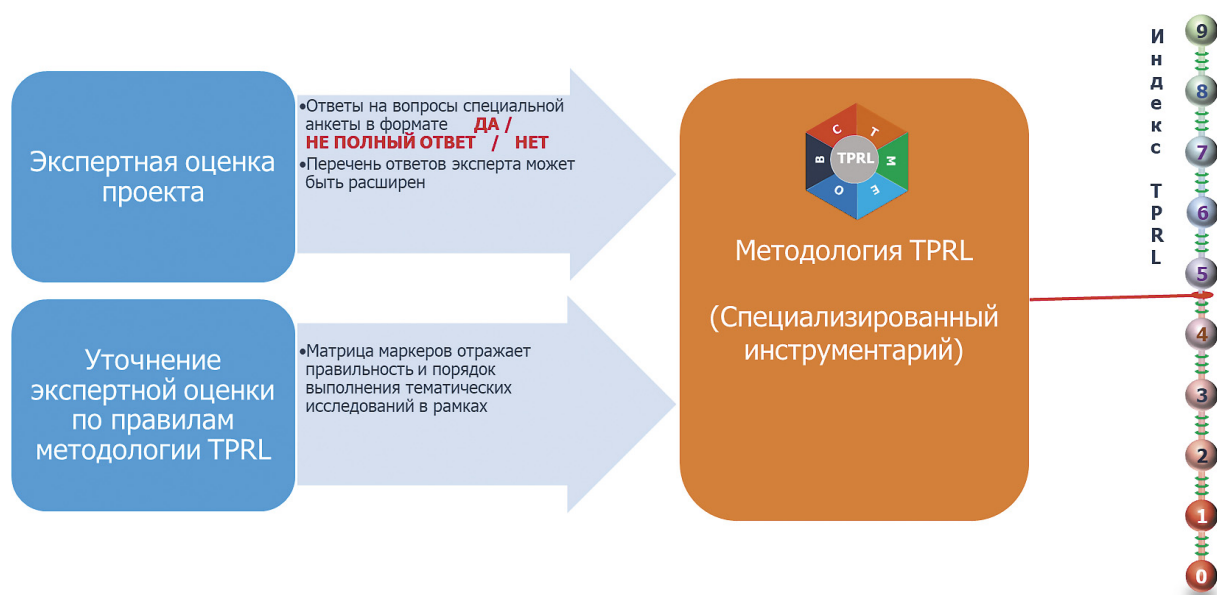 Экспертная оценка
проекта
•Ответы на вопросы специальной
анкеты в формате ДА /
НЕ ПОЛНЫЙ ОТВЕТ / НЕТ
•Перечень ответов эксперта может
быть расширен
Уточнение
экспертной оценки
по правилам
методологии TPRL
•Матрица маркеров отражает
правильность и порядок
выполнения тематических
исследований в рамках
С
Т
В
TPRL
М
О
Е
Методология TPRL
(Специализированный
инструментарий)
Индекс TPRL
9
8
7
6
5
4
3
2
1
0